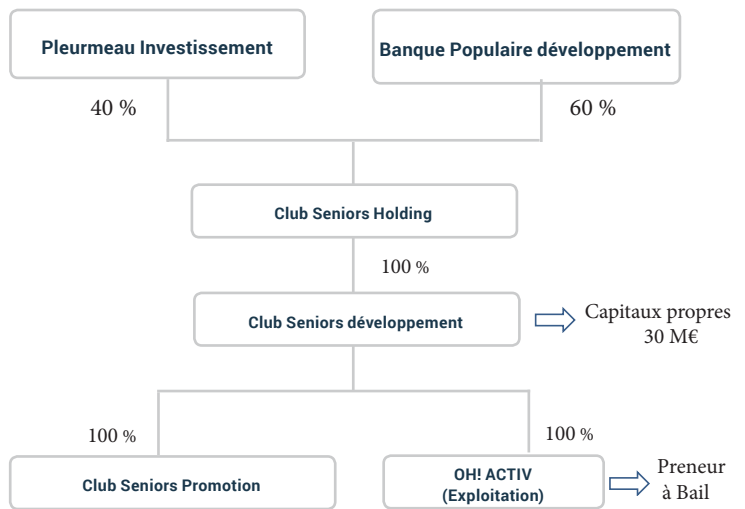 Pleurmeau Investissement
Banque Populaire développement
40 %
60 %
Club Seniors Holding
100 %
Club Seniors développement
Capitaux propres
30 M€
100 %
100 %
Club Seniors Promotion
OH! ACTIV
(Exploitation)
Preneur
à Bail